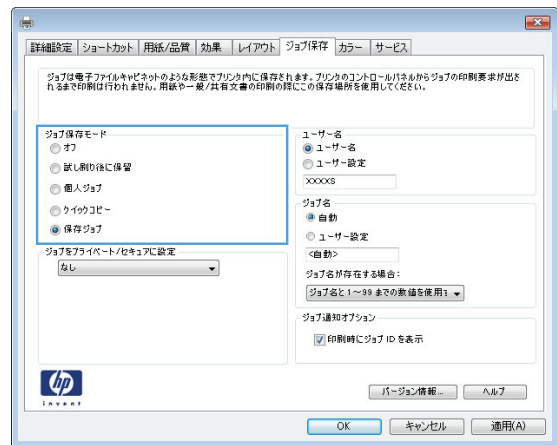 詳細設定 ショートカット 用紙/品質 効果 レイアウト ジョブ保存 カラー サービス
ジョブは電子ファイルキャビネットのような形態でプリンタ内に保存されます。プリンタのコントロールパネルからジョブの印刷要求が出さ
れるまで印刷は行われません。用紙や一般/共有文書の印刷の際にこの保存場所を使用してください。
ジョブ保存モード
オフ
試し刷り後に保留
個人ジョブ
クイックコピー
保存ジョブ
ジョブをプライベート/セキュアに設定
なし
ユーザー名
ユーザー名
ユーザー設定
XXXXS
ジョブ名
自動
ユーザー設定
<自動>
ジョブ名が存在する場合:
ジョブ名と1～99 までの数値を使用す
ジョブ通知オプション
印刷時にジョブ ID を表示
hp
invent
バージョン情報... ヘルプ
OK キャンセル 適用(A)